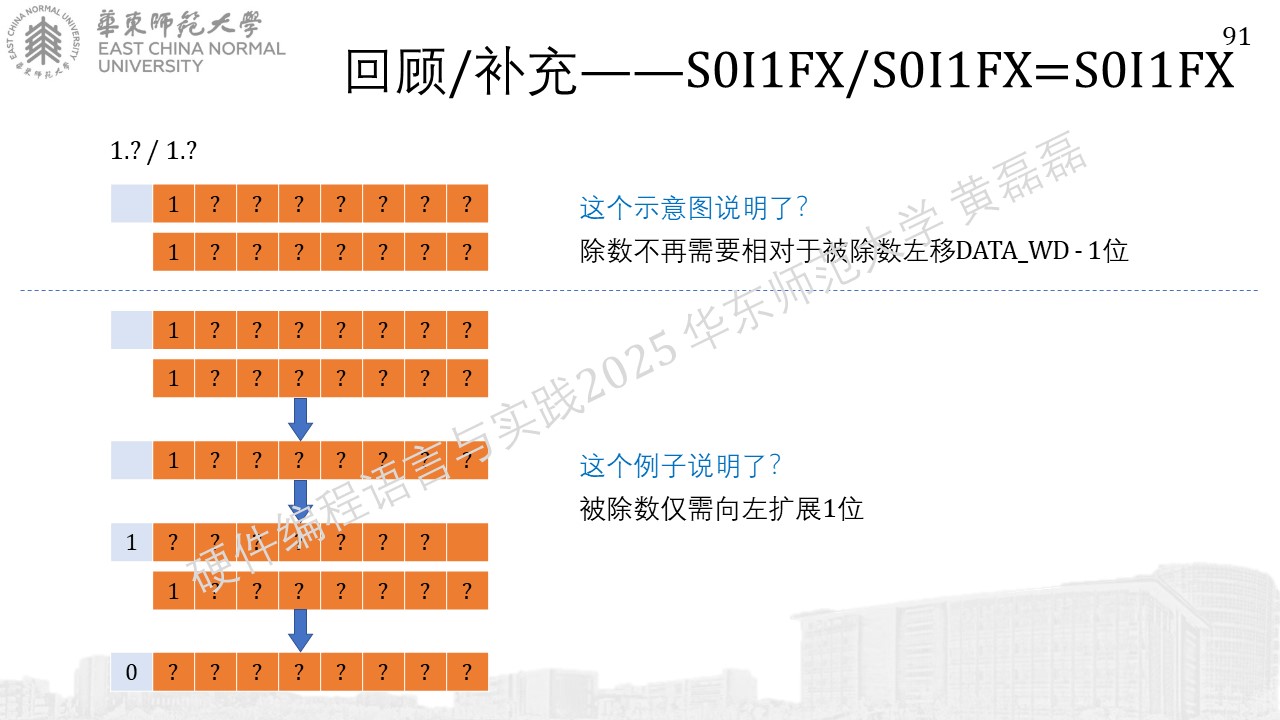 華東師範大學
EAST CHINA NORMAL
UNIVERSITY
EAST CHINA NORMAL UNIVERSITY
華東师范大学
91
回顾/补充——S0I1FX/S0I1FX=S0I1FX
1.? / 1.?
1 ? ? ? ? ? ? ?
1 ? ? ? ? ? ? ?
这个示意图说明了?
除数不再需要相对于被除数左移DATA_WD - 1位
1 ? ? ? ? ? ? ?
1 ? ? ? ? ? ? ?
1 ? ? ? ? ? ? ?
1 ? ? ? ? ? ? ?
1 ? ? ? ? ? ? ?
0 ? ? ? ? ? ? ? ?
这个例子说明了?
被除数仅需向左扩展1位
硬件编程语言与实践2025 华东师范大学 黄磊磊